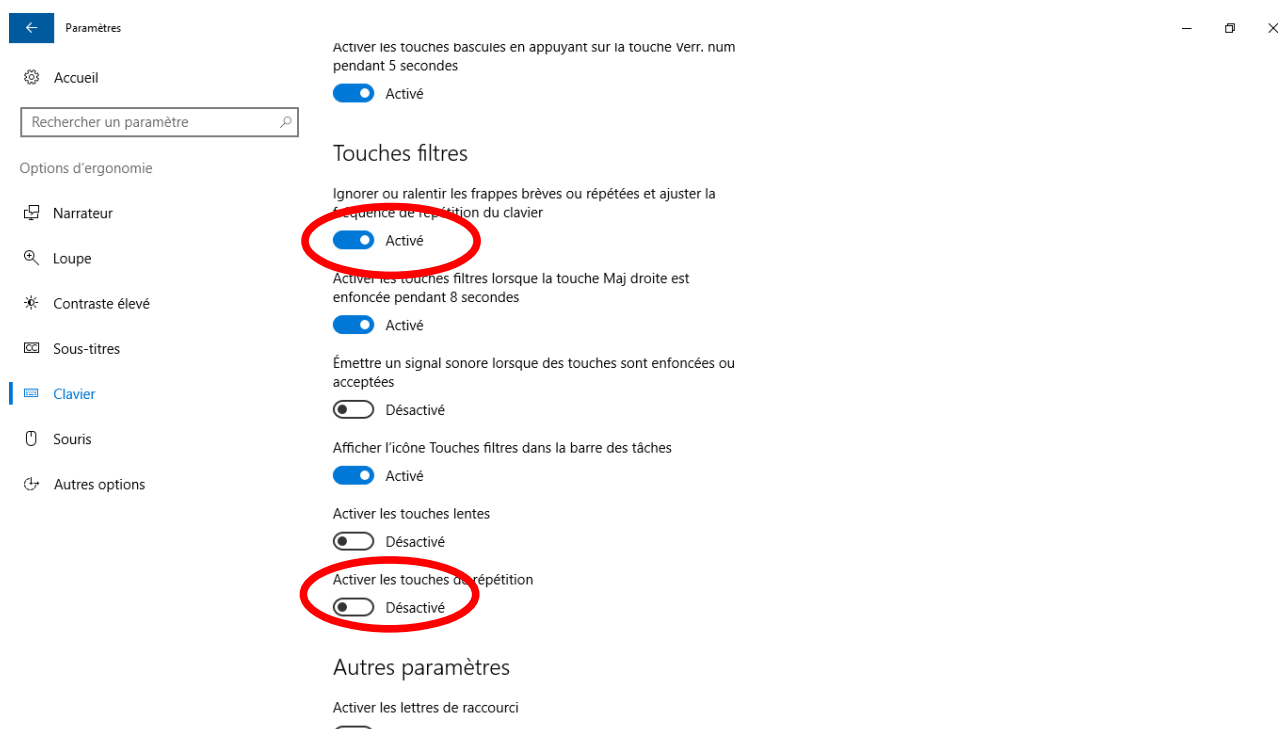 Paramètres
Accueil
Rechercher un paramètre
Options d'ergonomie
Narrateur
Loupe
Contraste élevé
Sous-titres
Clavier
Souris
Autres options
Activer les touches bascules en appuyant sur la touche Verr. num
pendant 5 secondes
Activé
Touches filtres
Ignorer ou ralentir les frappes brèves ou répétées et ajuster la
fréquence de répétition du clavier
Activé
Activer les touches filtres lorsque la touche Maj droite est
enfoncée pendant 8 secondes
Activé
Émettre un signal sonore lorsque des touches sont enfoncées ou
acceptées
Désactivé
Afficher l'icône Touches filtres dans la barre des tâches
Activé
Activer les touches lentes
Désactivé
Activer les touches de répétition
Désactivé
Autres paramètres
Activer les lettres de raccourci